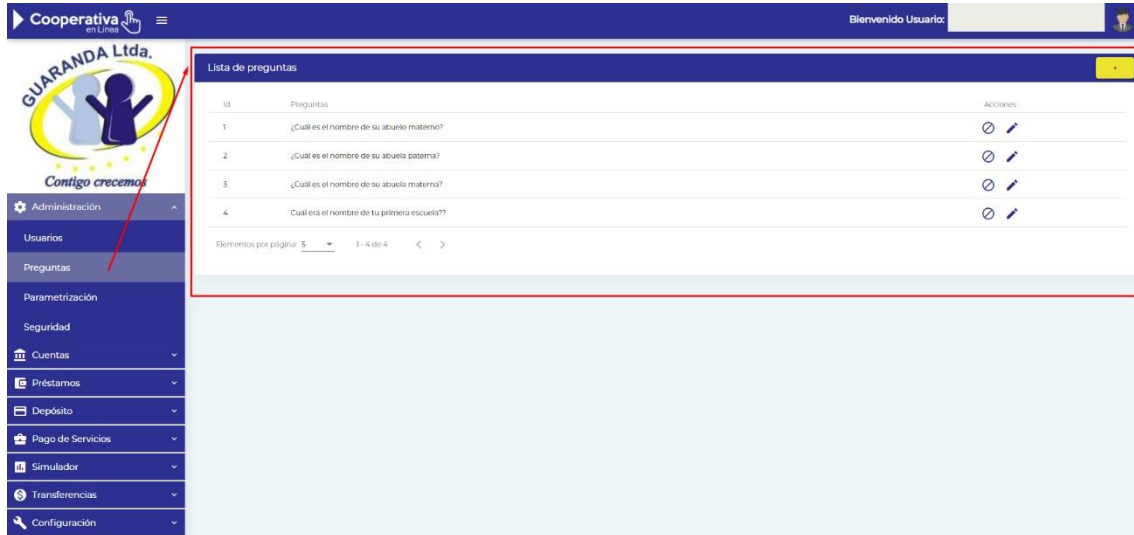 Cooperativa
en Línea
Bienvenido Usuario:
GUARANDA Ltda.
Contigo crecemos
Administración
Usuarios
Preguntas
Parametrización
Seguridad
Cuentas
Préstamos
Depósito
Pago de Servicios
Simulador
Transferencias
Configuración
Lista de preguntas
+
Id Preguntas Acciones
1 ¿Cuál es el nombre de su abuelo materno?
2 ¿Cuál es el nombre de su abuela paterna?
3 ¿Cuál es el nombre de su abuela materna?
4 Cual era el nombre de tu primera escuela??
Elementos por página: 5 1 - 4 de 4